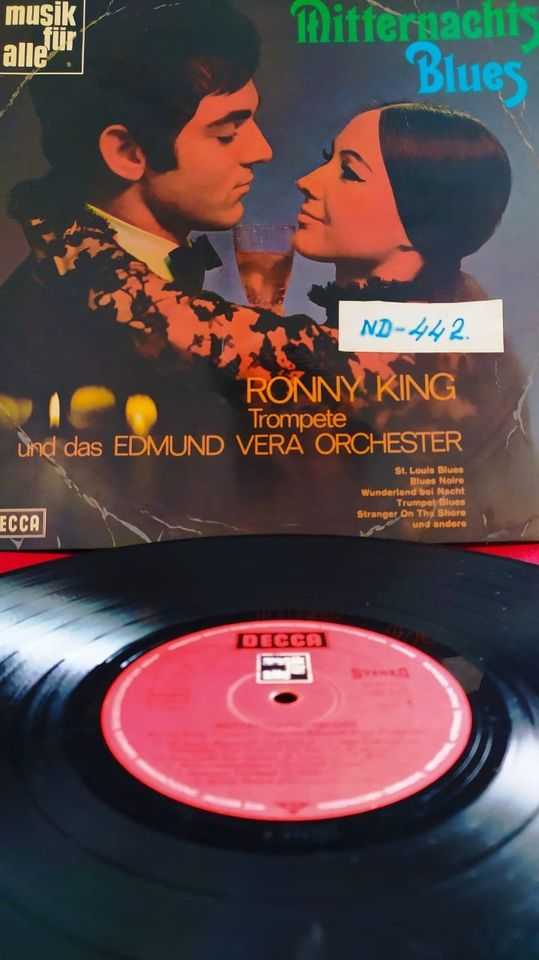 musik
für
alle
Mitternachts
Blues
ND-442.
RONNY KING
Trompete
und das EDMUND VERA ORCHESTER
St. Louis Blues
Blues Noire
Wunderland bei Nacht
Trumpet Blues
Stranger On The Shore
und andere
DECCA
DECCA
STEREO